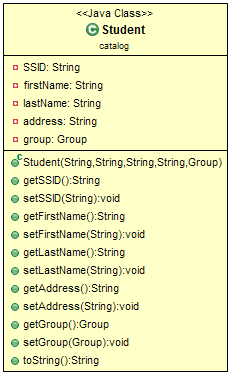 <<Java Class>>
C Student
catalog
SSID: String
firstName: String
lastName: String
address: String
group: Group
C Student(String,String,String,String,Group)
getSSID():String
setSSID(String):void
getFirstName():String
setFirstName(String):void
getLastName():String
setLastName(String):void
getAddress():String
setAddress(String):void
getGroup():Group
setGroup(Group):void
toString():String